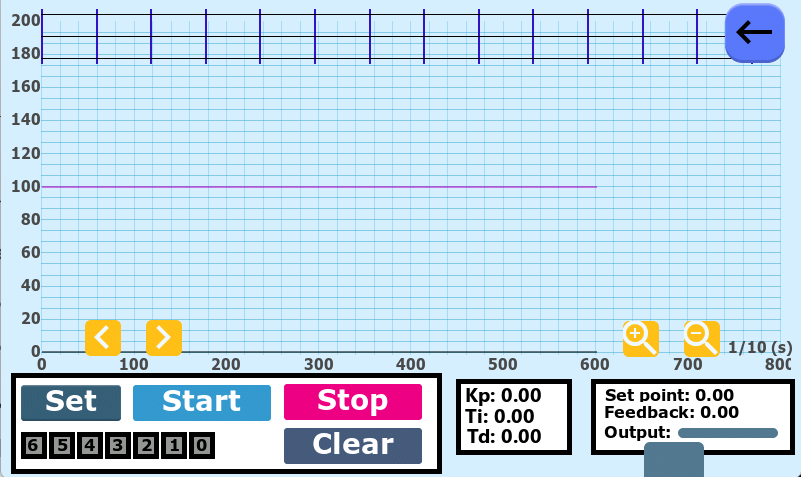 200
180
160
140
120
100
80
60
40
20
0
0 100 200 300 400 500 600 700 800
1/10 (s)
Set Start Stop
6 5 4 3 2 1 0 Clear
Kp: 0.00
Ti: 0.00
Td: 0.00
Set point: 0.00
Feedback: 0.00
Output: